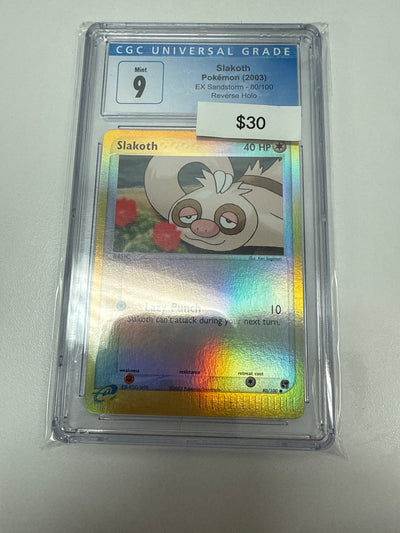 CGC UNIVERSAL GRADE
Mint
9
Slakoth
Pokémon (2003)
EX Sandstorm - 80/100
Reverse Holo
$30
Slakoth 40 HP
BASIC
Lazy Punch 10
Slakoth can't attack during your next turn.
weakness resistance retreat cost
80/100